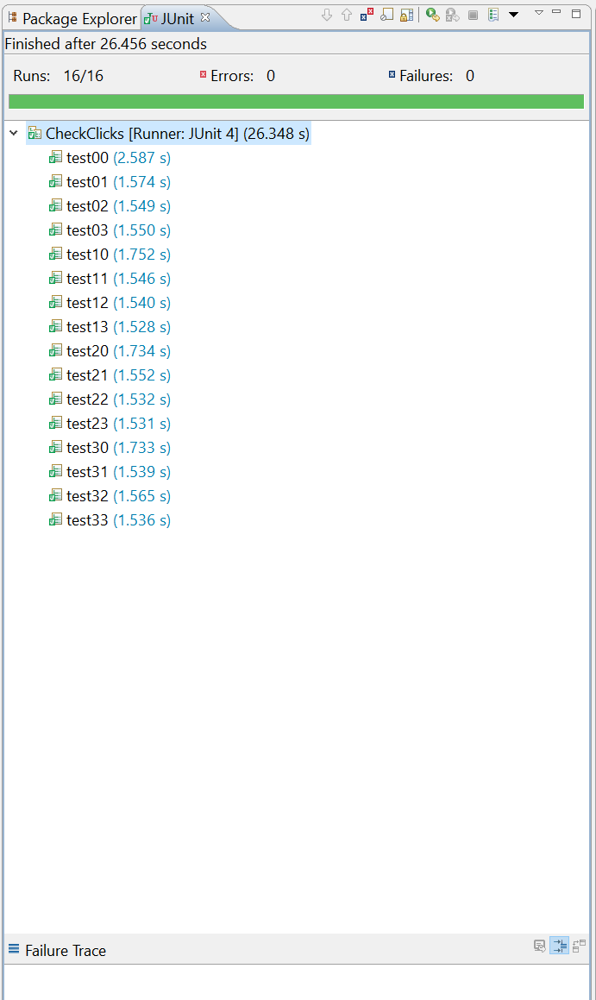 Package Explorer JUnit
Finished after 26.456 seconds
Runs: 16/16 Errors: 0 Failures: 0
CheckClicks [Runner: JUnit 4] (26.348 s)
test00 (2.587 s)
test01 (1.574 s)
test02 (1.549 s)
test03 (1.550 s)
test10 (1.752 s)
test11 (1.546 s)
test12 (1.540 s)
test13 (1.528 s)
test20 (1.734 s)
test21 (1.552 s)
test22 (1.532 s)
test23 (1.531 s)
test30 (1.733 s)
test31 (1.539 s)
test32 (1.565 s)
test33 (1.536 s)
Failure Trace